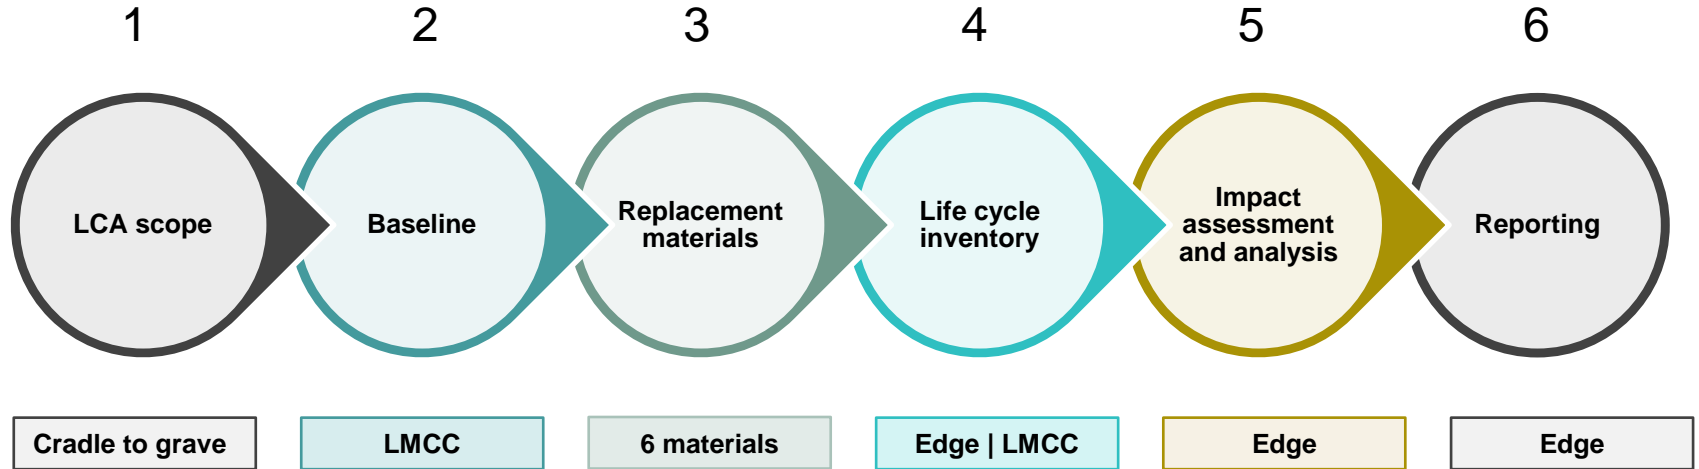 1 2 3 4 5 6
LCA scope
Baseline
Replacement
materials
Life cycle
inventory
Impact
assessment
and analysis
Reporting
Cradle to grave
LMCC
6 materials
Edge | LMCC
Edge
Edge